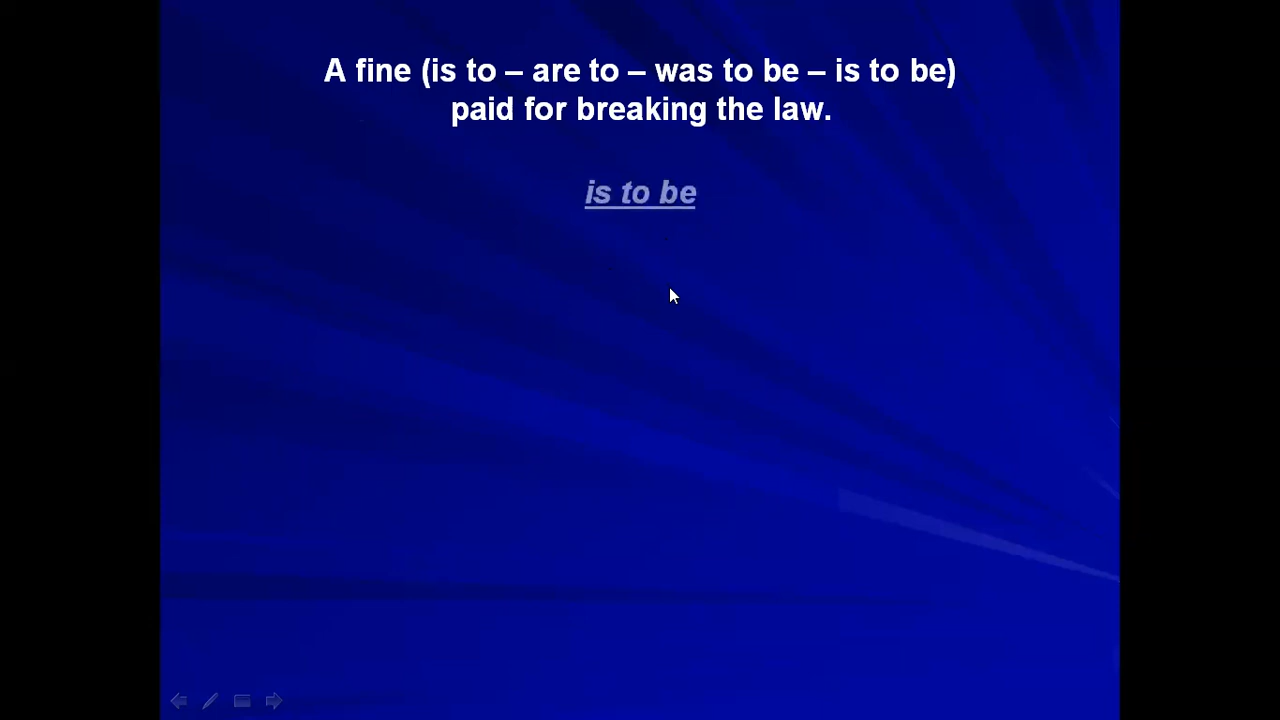 A fine (is to – are to – was to be – is to be)
paid for breaking the law.
is to be